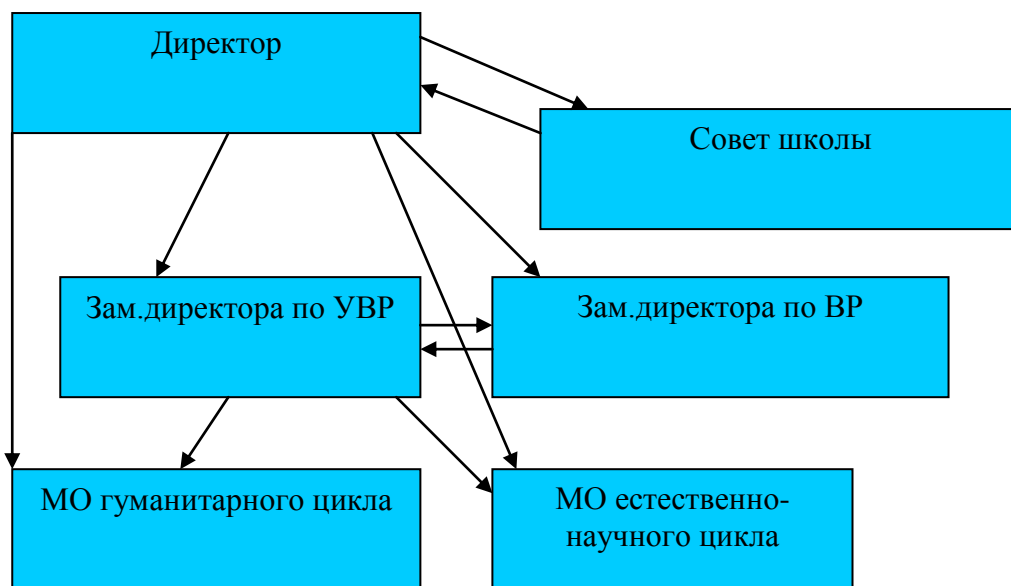 Директор
Совет школы
Зам.директора по УВР
Зам.директора по ВР
МО гуманитарного цикла
МО естественно-
научного цикла